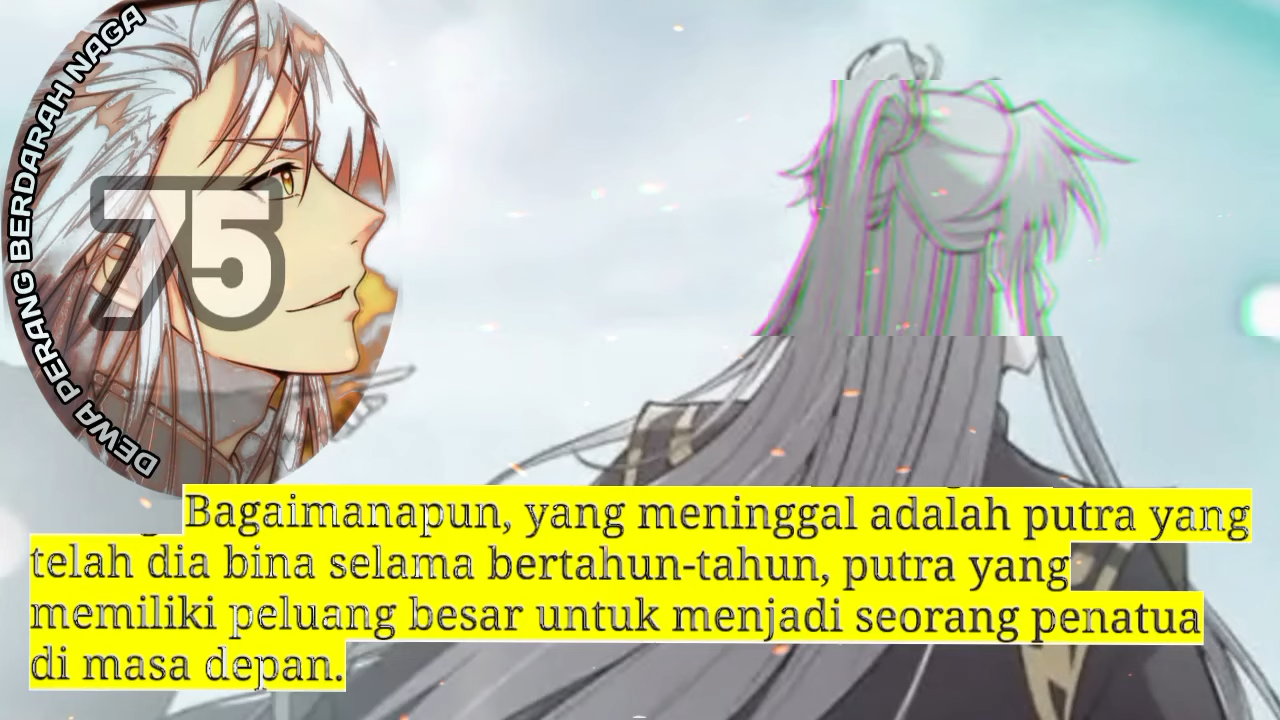 DEWA PERANG BERDARAH NAGA
75
Bagaimanapun, yang meninggal adalah putra yang
telah dia bina selama bertahun-tahun, putra yang
memiliki peluang besar untuk menjadi seorang penatua
di masa depan.